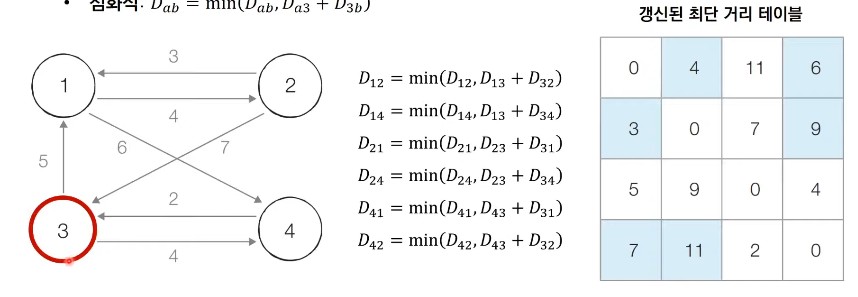 • 점화식: D_ab = min(D_ab, D_a3 + D_3b)
갱신된 최단 거리 테이블
1
2
3
4
3
4
5
6
7
2
4
D_12 = min(D_12, D_13 + D_32)
D_14 = min(D_14, D_13 + D_34)
D_21 = min(D_21, D_23 + D_31)
D_24 = min(D_24, D_23 + D_34)
D_41 = min(D_41, D_43 + D_31)
D_42 = min(D_42, D_43 + D_32)
0 4 11 6
3 0 7 9
5 9 0 4
7 11 2 0